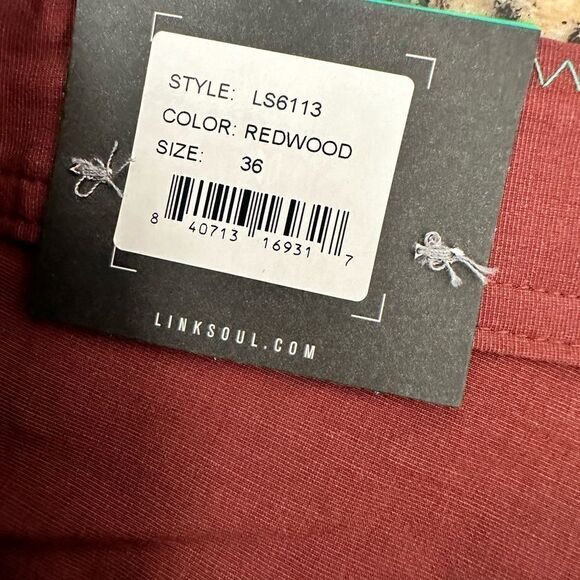 STYLE: LS6113
COLOR: REDWOOD
SIZE: 36
8 40713 16931 7
LINKSOUL.COM